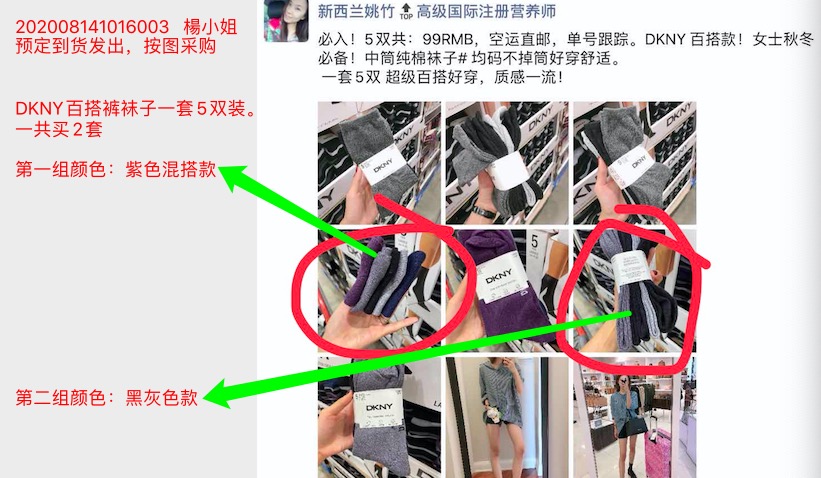 202008141016003 楊小姐
预定到货发出，按图采购
DKNY百搭裤袜子一套5双装。
一共买2套
第一组颜色：紫色混搭款
第二组颜色：黑灰色款
新西兰姚竹 TOP 高级国际注册营养师
必入！5双共：99RMB，空运直邮，单号跟踪。DKNY 百搭款！女士秋冬
必备！中筒纯棉袜子# 均码不掉筒好穿舒适。
一套5双 超级百搭好穿，质感一流！
DKNY
DKNY
DKNY
DKNY
5
DKNY